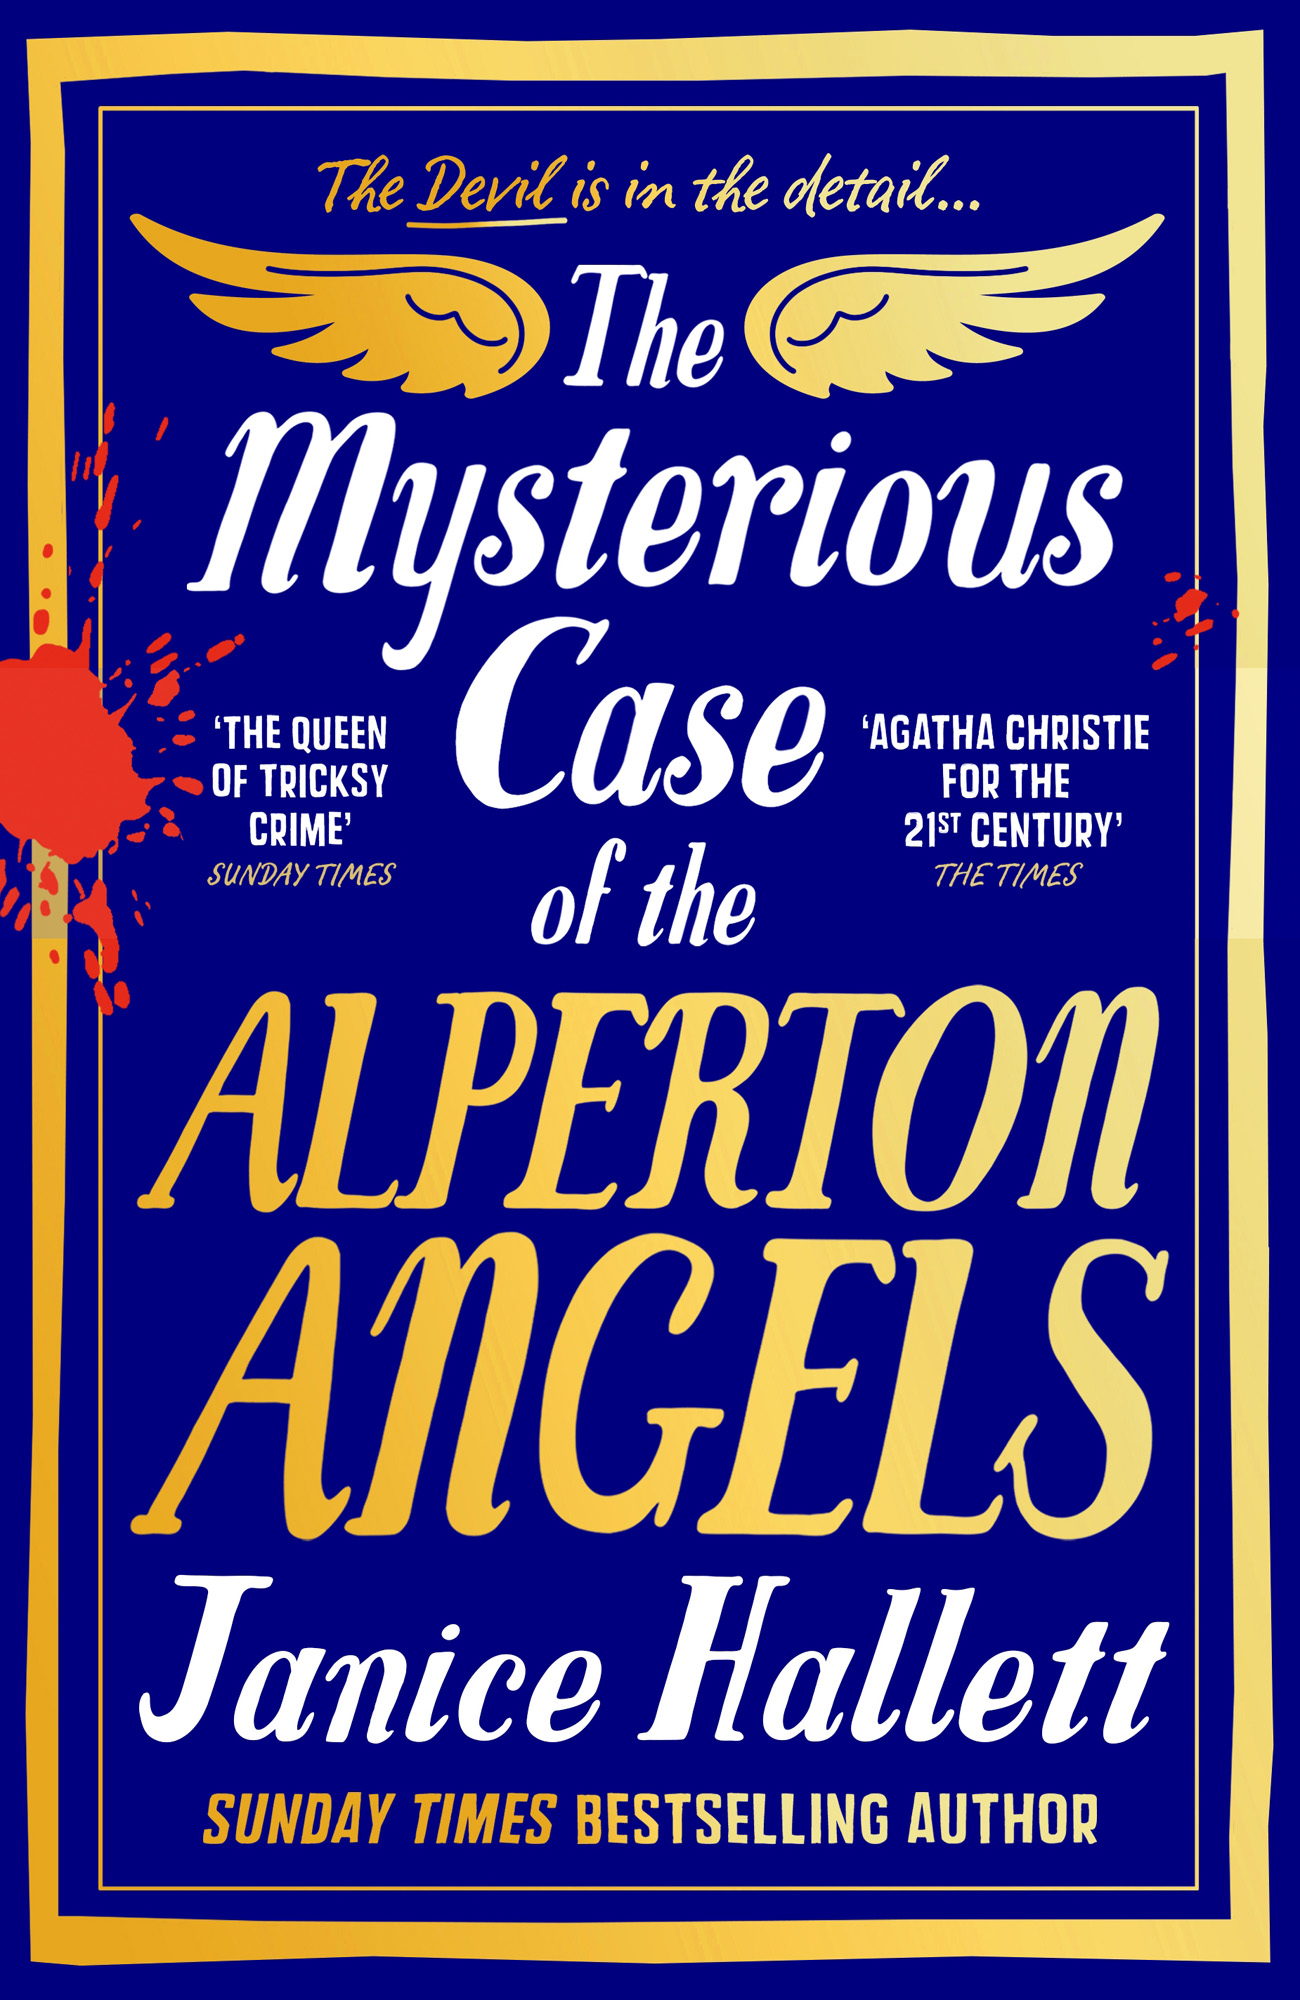 The Devil is in the detail...
The
Mysterious
Case
‘THE QUEEN
OF TRICKSY
CRIME’
SUNDAY TIMES
‘AGATHA CHRISTIE
FOR THE
21ST CENTURY’
THE TIMES
of the
ALPERTON
ANGELS
Janice Hallett
SUNDAY TIMES BESTSELLING AUTHOR